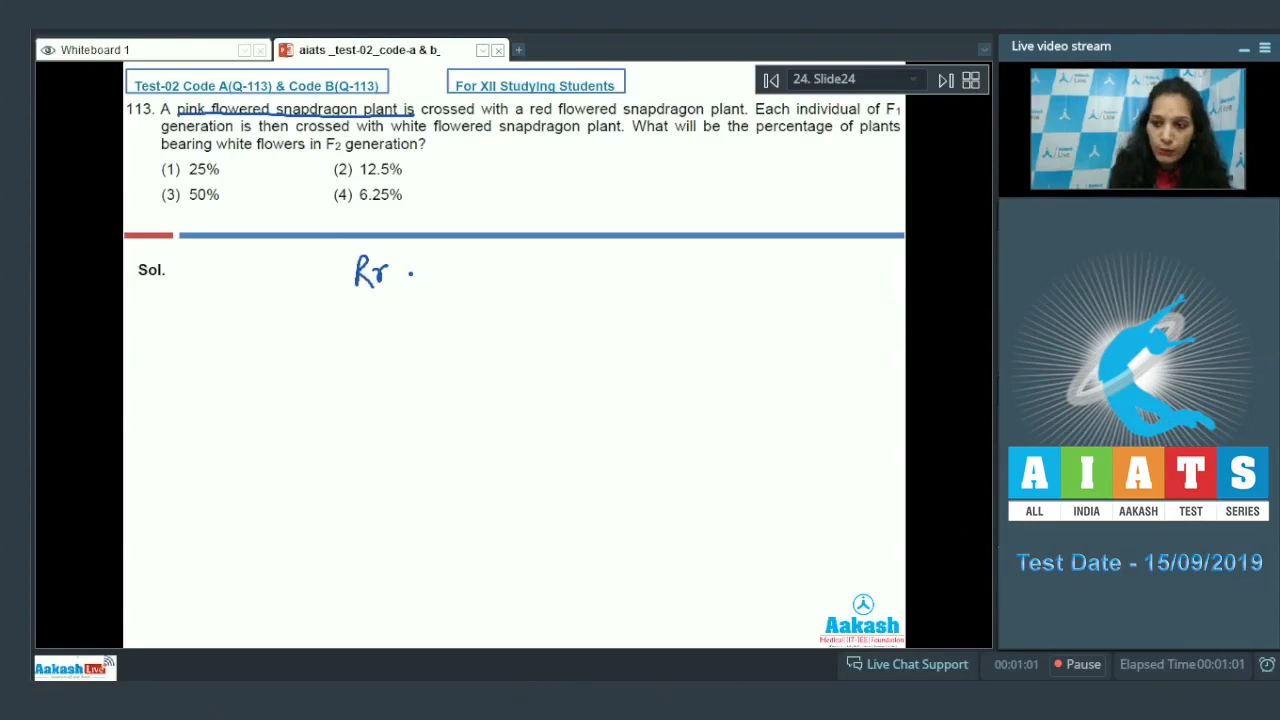 Whiteboard 1
aiats _test-02_code-a & b_
Live video stream
Test-02 Code A(Q-113) & Code B(Q-113)
For XII Studying Students
24. Slide24
113. A pink flowered snapdragon plant is crossed with a red flowered snapdragon plant. Each individual of F1
generation is then crossed with white flowered snapdragon plant. What will be the percentage of plants
bearing white flowers in F2 generation?
(1) 25% (2) 12.5%
(3) 50% (4) 6.25%
Sol.
Rr
AIATS
ALL INDIA AAKASH TEST SERIES
Test Date - 15/09/2019
Aakash
Medical|IIT-JEE|Foundation
Aakash Live
Live Chat Support
00:01:01
Pause
Elapsed Time 00:01:01